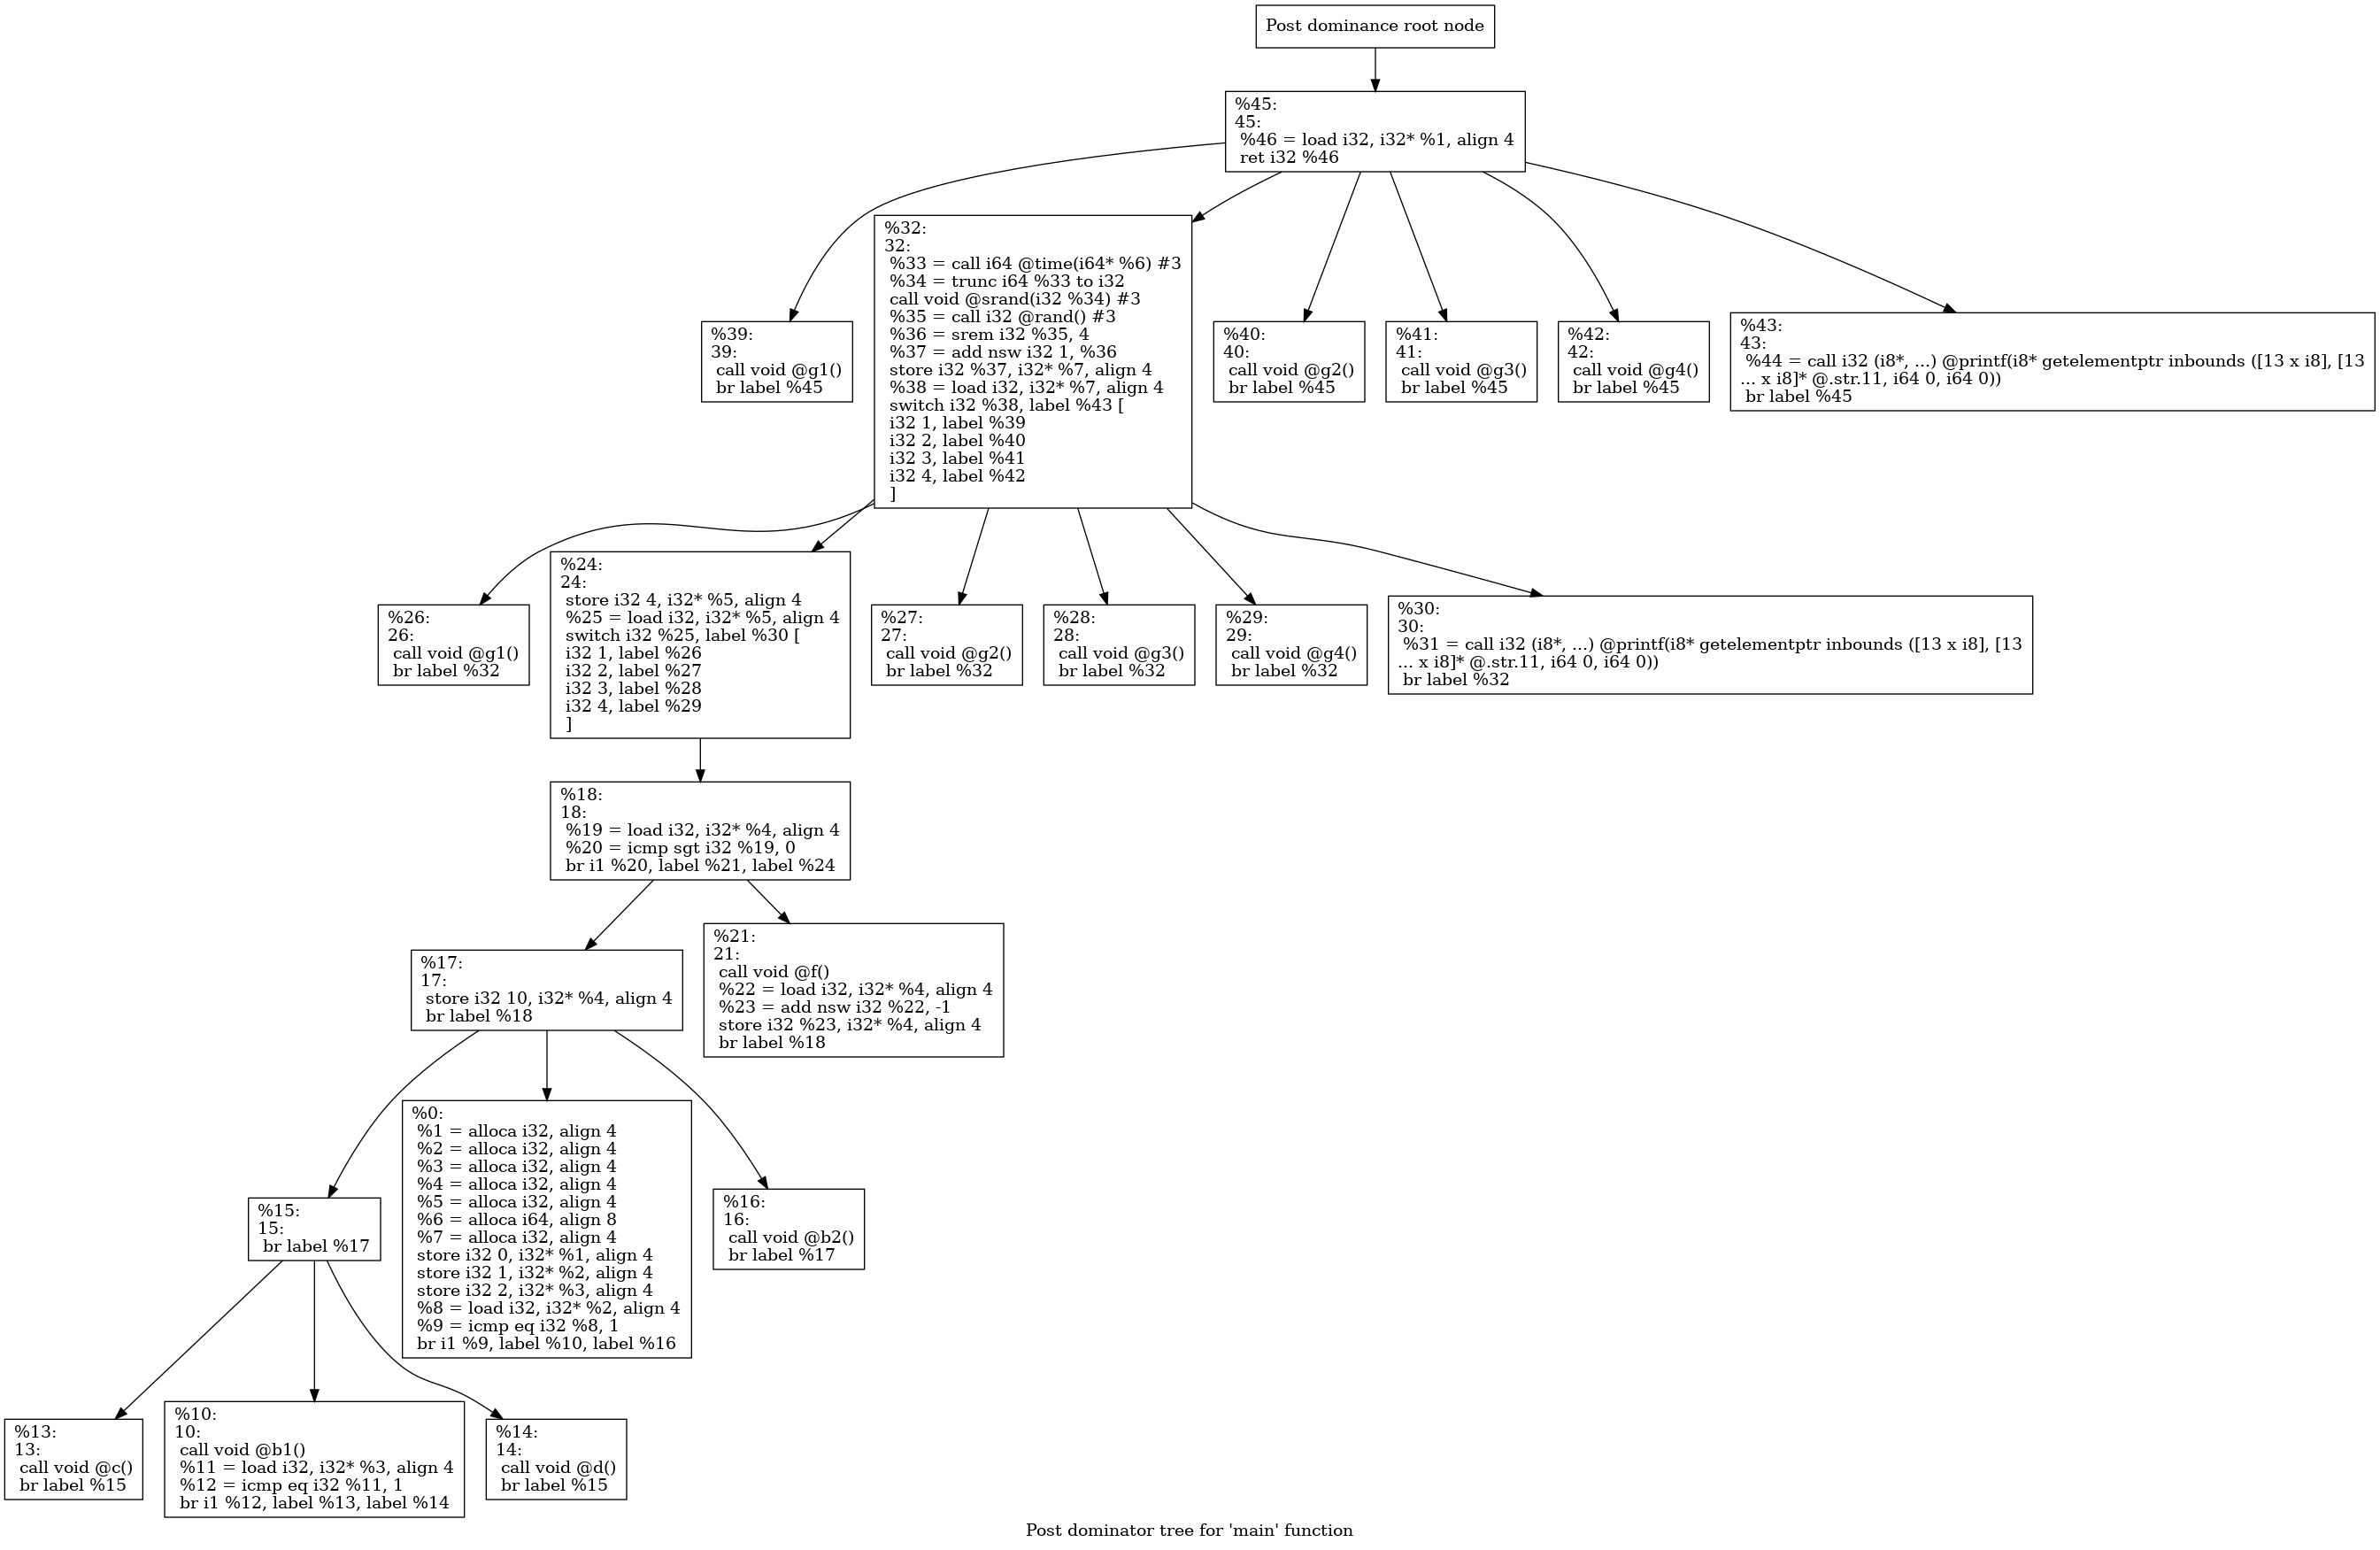 Post dominance root node
%45:
45:
%46 = load i32, i32* %1, align 4
ret i32 %46
%39:
39:
call void @g1()
br label %45
%32:
32:
%33 = call i64 @time(i64* %6) #3
%34 = trunc i64 %33 to i32
call void @srand(i32 %34) #3
%35 = call i32 @rand() #3
%36 = srem i32 %35, 4
%37 = add nsw i32 1, %36
store i32 %37, i32* %7, align 4
%38 = load i32, i32* %7, align 4
switch i32 %38, label %43 [
i32 1, label %39
i32 2, label %40
i32 3, label %41
i32 4, label %42
]
%40:
40:
call void @g2()
br label %45
%41:
41:
call void @g3()
br label %45
%42:
42:
call void @g4()
br label %45
%43:
43:
%44 = call i32 (i8*, ...) @printf(i8* getelementptr inbounds ([13 x i8], [13
... x i8]* @.str.11, i64 0, i64 0))
br label %45
%26:
26:
call void @g1()
br label %32
%24:
24:
store i32 4, i32* %5, align 4
%25 = load i32, i32* %5, align 4
switch i32 %25, label %30 [
i32 1, label %26
i32 2, label %27
i32 3, label %28
i32 4, label %29
]
%27:
27:
call void @g2()
br label %32
%28:
28:
call void @g3()
br label %32
%29:
29:
call void @g4()
br label %32
%30:
30:
%31 = call i32 (i8*, ...) @printf(i8* getelementptr inbounds ([13 x i8], [13
... x i8]* @.str.11, i64 0, i64 0))
br label %32
%18:
18:
%19 = load i32, i32* %4, align 4
%20 = icmp sgt i32 %19, 0
br i1 %20, label %21, label %24
%17:
17:
store i32 10, i32* %4, align 4
br label %18
%21:
21:
call void @f()
%22 = load i32, i32* %4, align 4
%23 = add nsw i32 %22, -1
store i32 %23, i32* %4, align 4
br label %18
%15:
15:
br label %17
%0:
%1 = alloca i32, align 4
%2 = alloca i32, align 4
%3 = alloca i32, align 4
%4 = alloca i32, align 4
%5 = alloca i32, align 4
%6 = alloca i64, align 8
%7 = alloca i32, align 4
store i32 0, i32* %1, align 4
store i32 1, i32* %2, align 4
store i32 2, i32* %3, align 4
%8 = load i32, i32* %2, align 4
%9 = icmp eq i32 %8, 1
br i1 %9, label %10, label %16
%16:
16:
call void @b2()
br label %17
%13:
13:
call void @c()
br label %15
%10:
10:
call void @b1()
%11 = load i32, i32* %3, align 4
%12 = icmp eq i32 %11, 1
br i1 %12, label %13, label %14
%14:
14:
call void @d()
br label %15
Post dominator tree for 'main' function